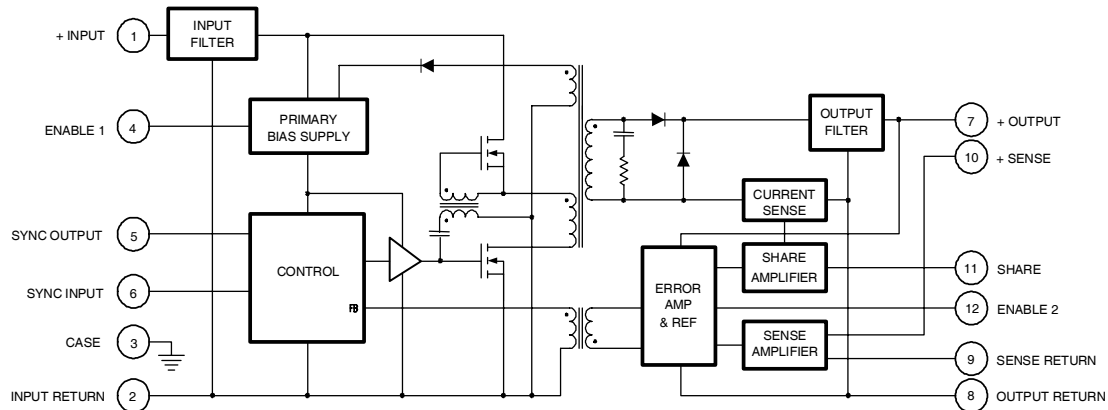 + INPUT
1
INPUT
FILTER
ENABLE 1
4
PRIMARY
BIAS SUPPLY
SYNC OUTPUT
5
SYNC INPUT
6
CONTROL
FB
CASE
3
INPUT RETURN
2
OUTPUT
FILTER
7
+ OUTPUT
10
+ SENSE
CURRENT
SENSE
SHARE
AMPLIFIER
11
SHARE
ERROR
AMP
& REF
12
ENABLE 2
SENSE
AMPLIFIER
9
SENSE RETURN
8
OUTPUT RETURN